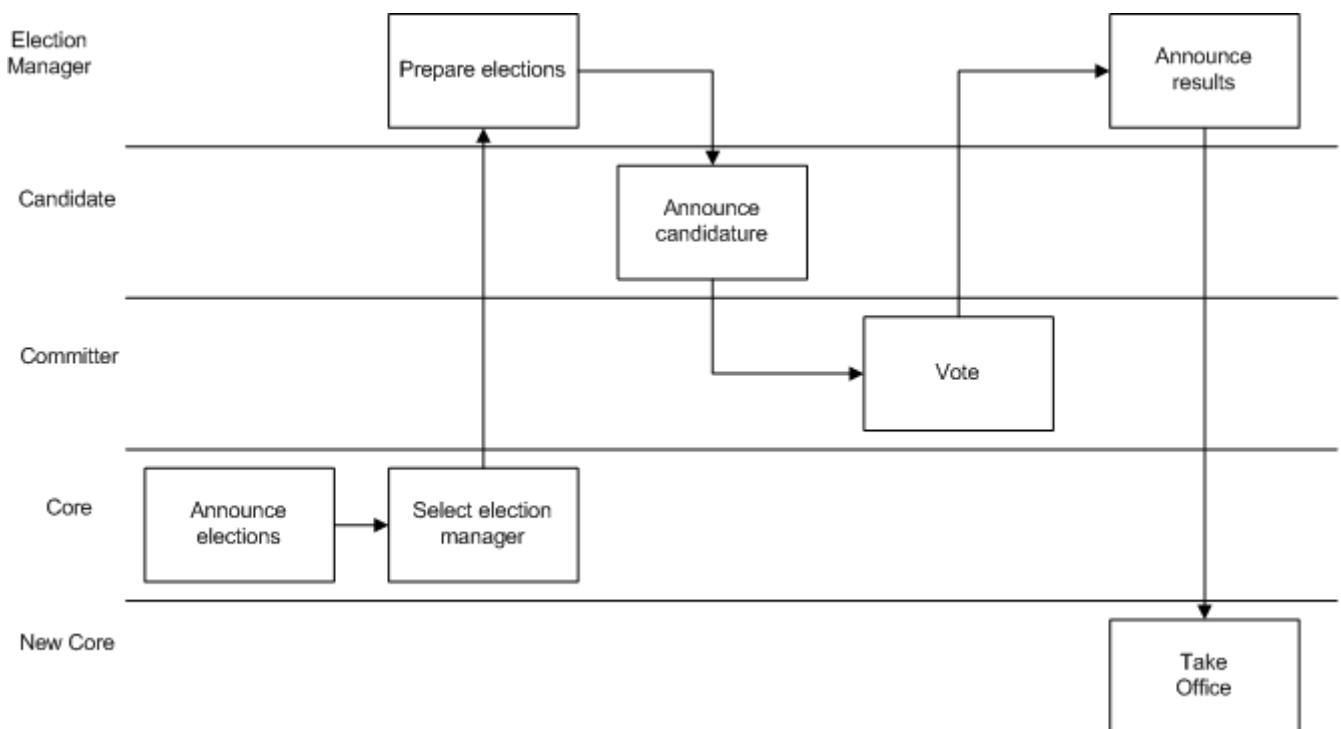 Election
Manager
Prepare elections
Announce
results
Candidate
Announce
candidature
Committer
Vote
Core
Announce
elections
Select election
manager
New Core
Take
Office